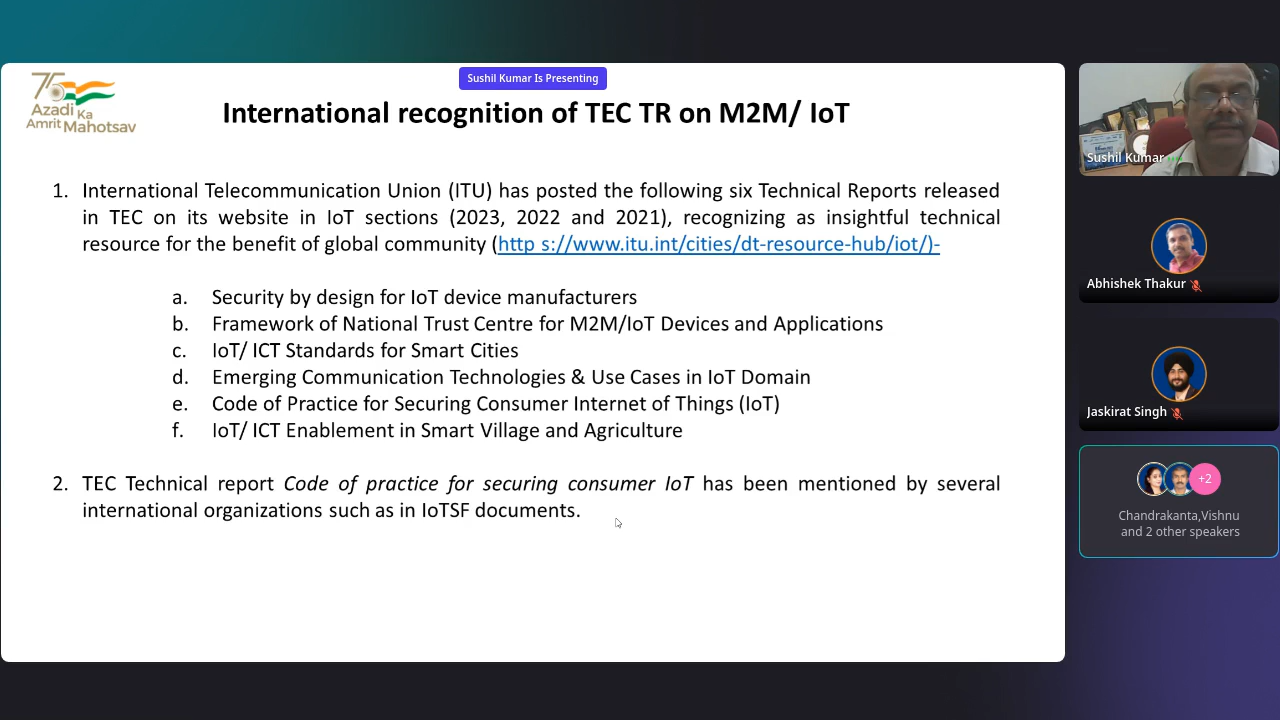 Sushil Kumar Is Presenting
75
Azadi Ka
Amrit Mahotsav
International recognition of TEC TR on M2M/ IoT
1. International Telecommunication Union (ITU) has posted the following six Technical Reports released
in TEC on its website in IoT sections (2023, 2022 and 2021), recognizing as insightful technical
resource for the benefit of global community (http s://www.itu.int/cities/dt-resource-hub/iot/)-
a. Security by design for IoT device manufacturers
b. Framework of National Trust Centre for M2M/IoT Devices and Applications
c. IoT/ ICT Standards for Smart Cities
d. Emerging Communication Technologies & Use Cases in IoT Domain
e. Code of Practice for Securing Consumer Internet of Things (IoT)
f. IoT/ ICT Enablement in Smart Village and Agriculture
2. TEC Technical report Code of practice for securing consumer IoT has been mentioned by several
international organizations such as in IoTSF documents.
Sushil Kumar
Abhishek Thakur
Jaskirat Singh
+2
Chandrakanta,Vishnu
and 2 other speakers